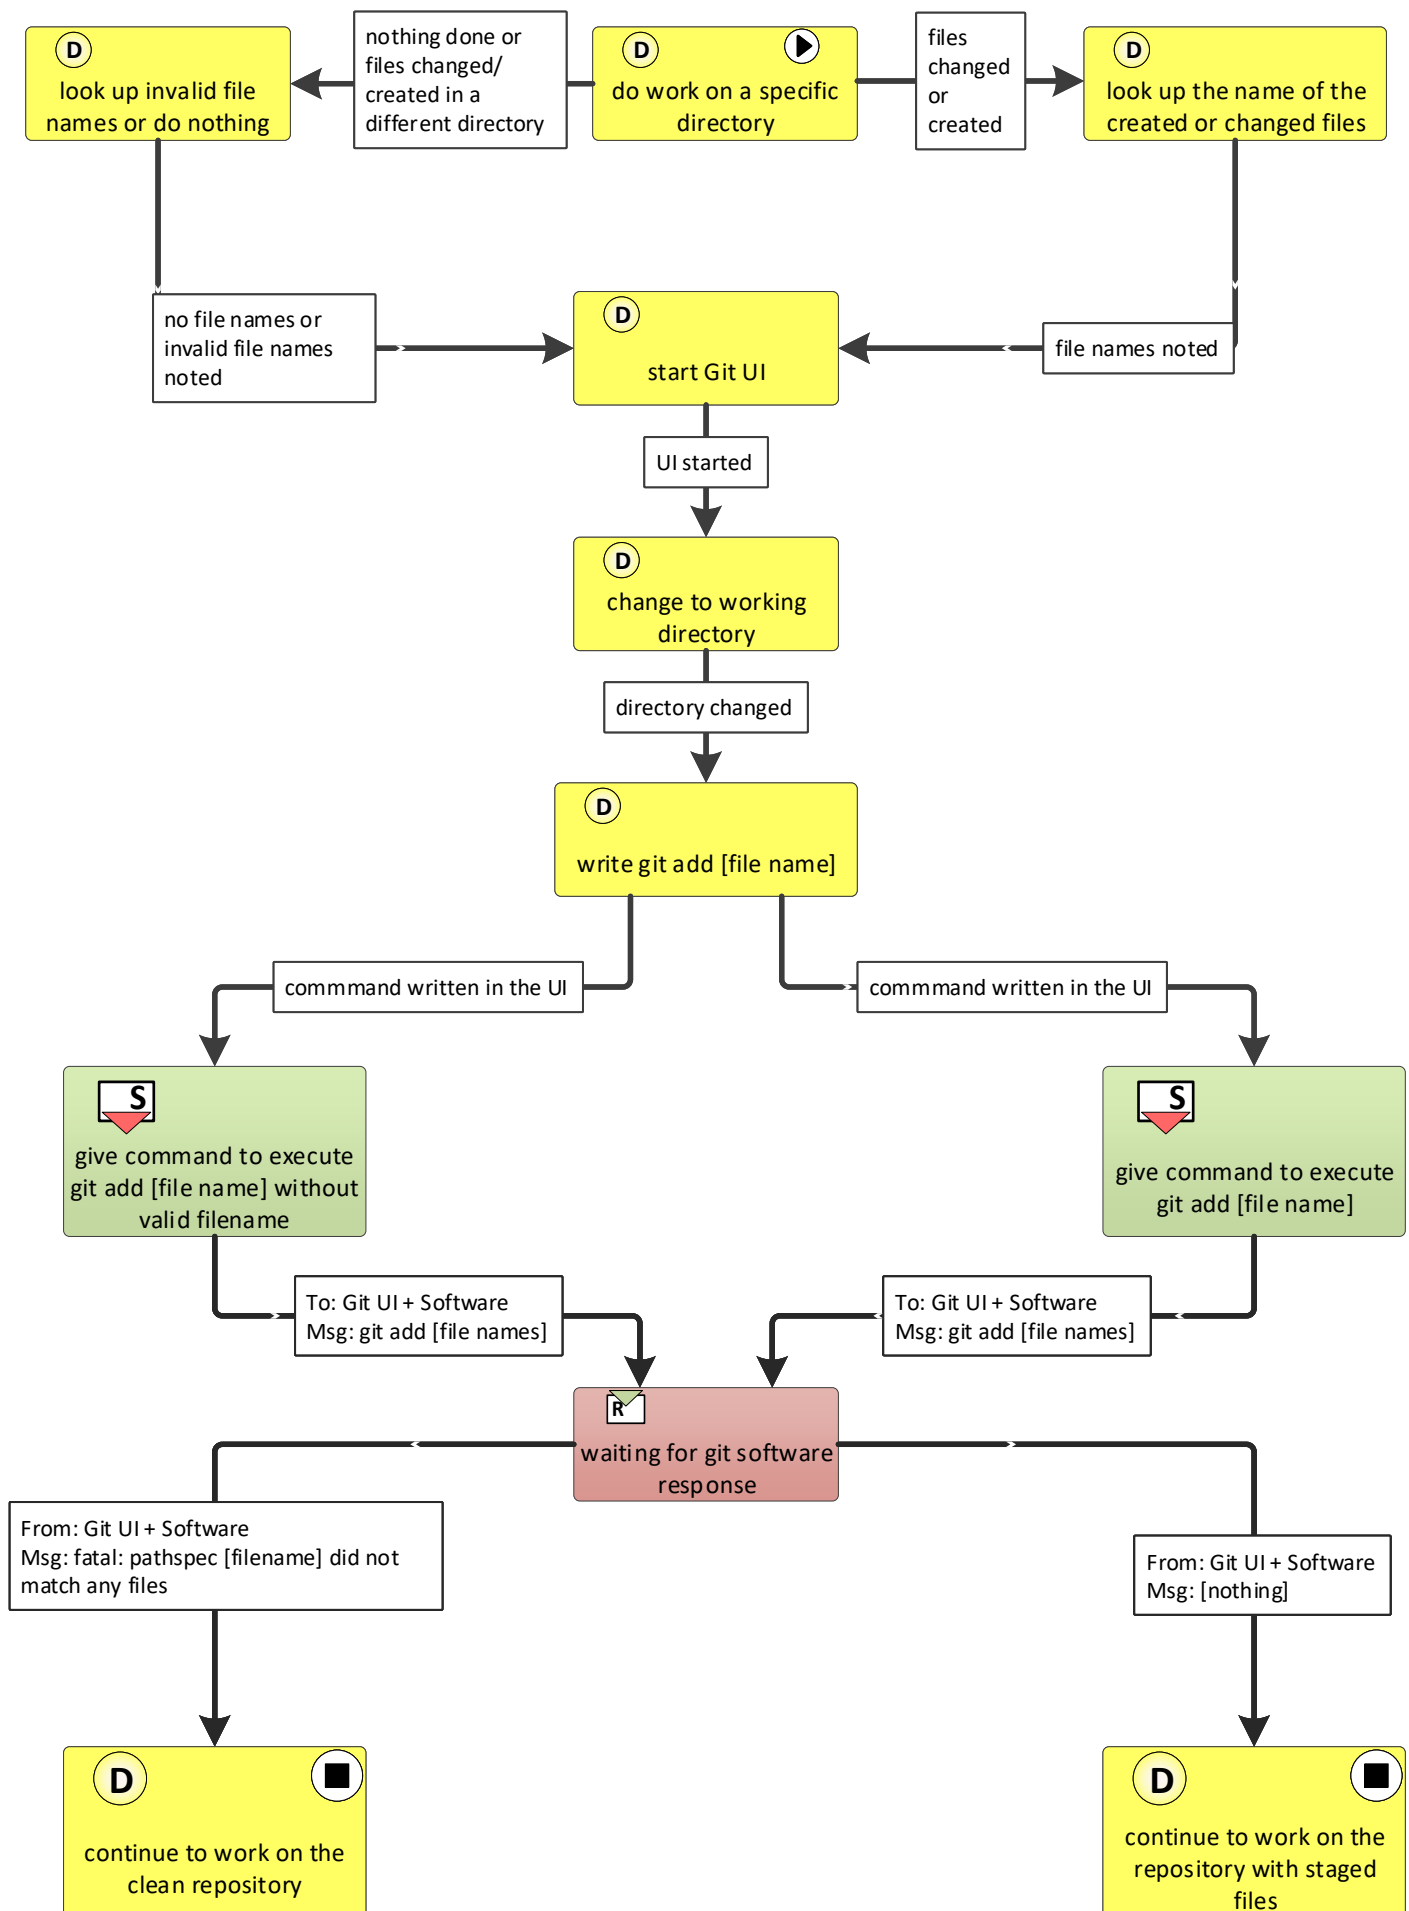 D
look up invalid file
names or do nothing
nothing done or
files changed/
created in a
different directory
D
do work on a specific
directory
files
changed
or
created
D
look up the name of the
created or changed files
no file names or
invalid file names
noted
D
start Git UI
file names noted
UI started
D
change to working
directory
directory changed
D
write git add [file name]
commmand written in the UI
commmand written in the UI
S
give command to execute
git add [file name] without
valid filename
S
give command to execute
git add [file name]
To: Git UI + Software
Msg: git add [file names]
To: Git UI + Software
Msg: git add [file names]
R
waiting for git software
response
From: Git UI + Software
Msg: fatal: pathspec [filename] did not
match any files
From: Git UI + Software
Msg: [nothing]
D
continue to work on the
clean repository
D
continue to work on the
repository with staged
files